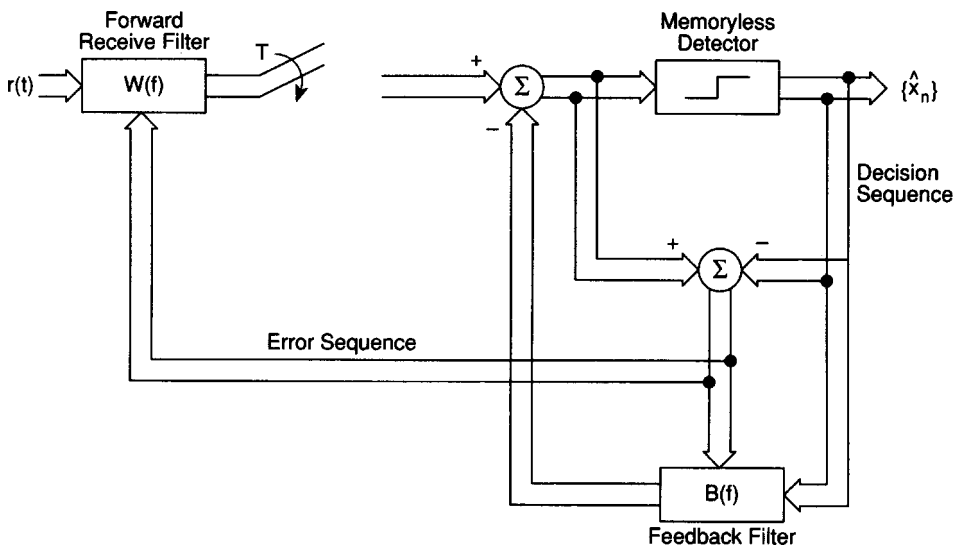 Forward
Receive Filter
r(t)
W(f)
T
+
Σ
−
Memoryless
Detector
{x̂ₙ}
Decision
Sequence
+
Σ
−
Error Sequence
B(f)
Feedback Filter